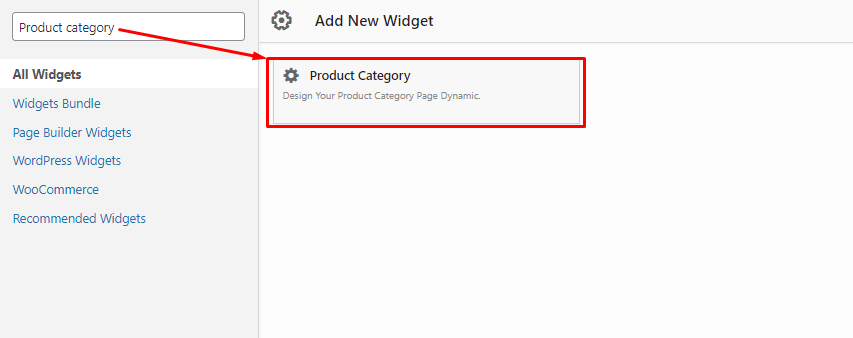 Product category
All Widgets
Widgets Bundle
Page Builder Widgets
WordPress Widgets
WooCommerce
Recommended Widgets
Add New Widget
Product Category
Design Your Product Category Page Dynamic.